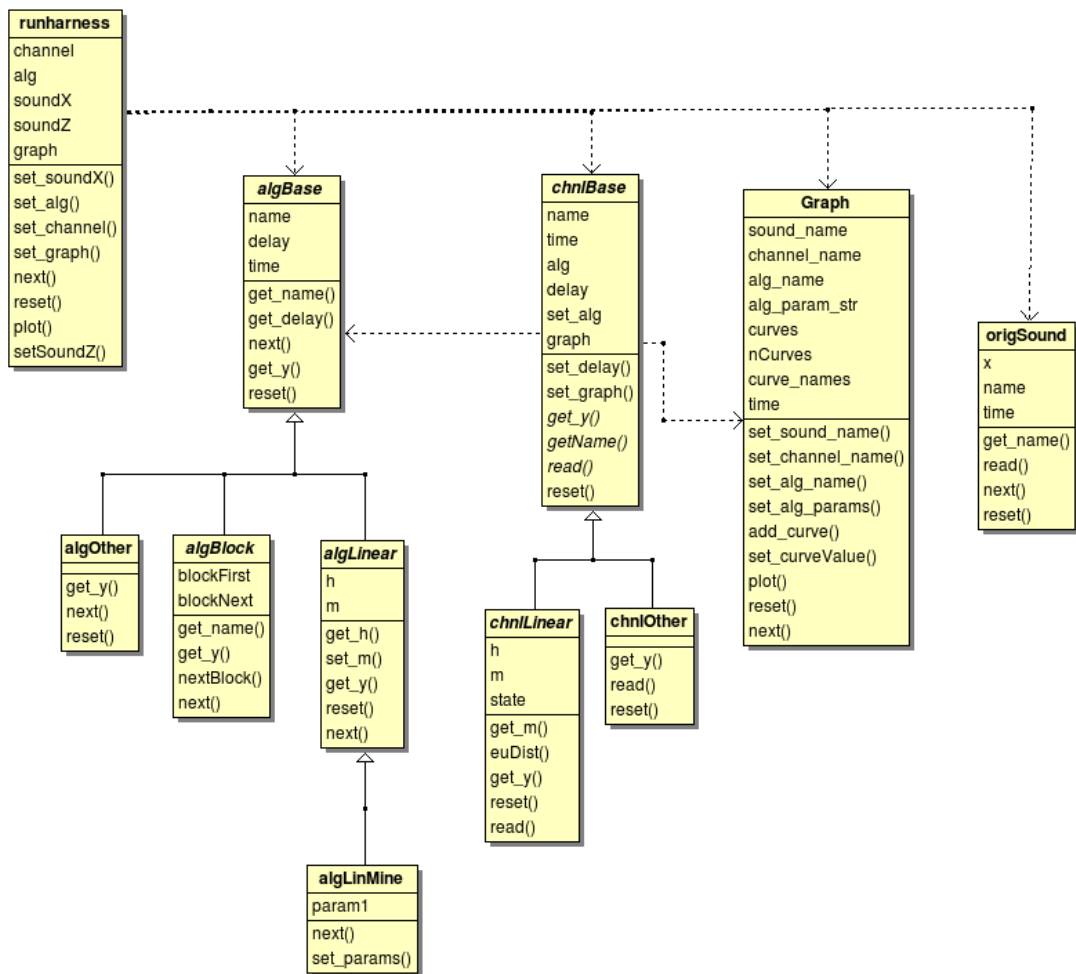 runharness
channel
alg
soundX
soundZ
graph
set_soundX()
set_alg()
set_channel()
set_graph()
next()
reset()
plot()
setSoundZ()
algBase
name
delay
time
get_name()
get_delay()
next()
get_y()
reset()
chnlBase
name
time
alg
delay
set_alg
graph
set_delay()
set_graph()
get_y()
getName()
read()
reset()
Graph
sound_name
channel_name
alg_name
alg_param_str
curves
nCurves
curve_names
time
set_sound_name()
set_channel_name()
set_alg_name()
set_alg_params()
add_curve()
set_curveValue()
plot()
reset()
next()
origSound
x
name
time
get_name()
read()
next()
reset()
algOther
get_y()
next()
reset()
algBlock
blockFirst
blockNext
get_name()
get_y()
nextBlock()
next()
algLinear
h
m
get_h()
set_m()
get_y()
reset()
next()
chnlLinear
h
m
state
get_m()
euDist()
get_y()
reset()
read()
chnlOther
get_y()
read()
reset()
algLinMine
param1
next()
set_params()